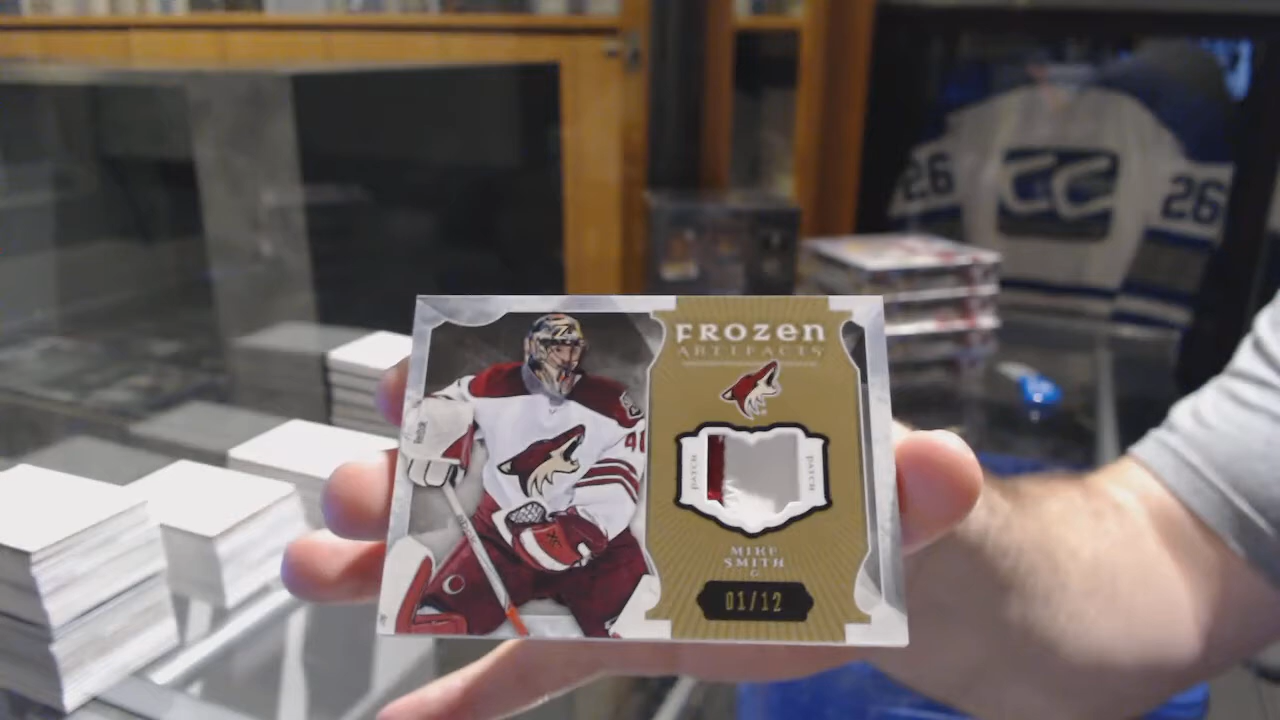 FROZEN
ARTIFACTS
PATCH
PATCH
MIKE
SMITH
G
01/12
26
26